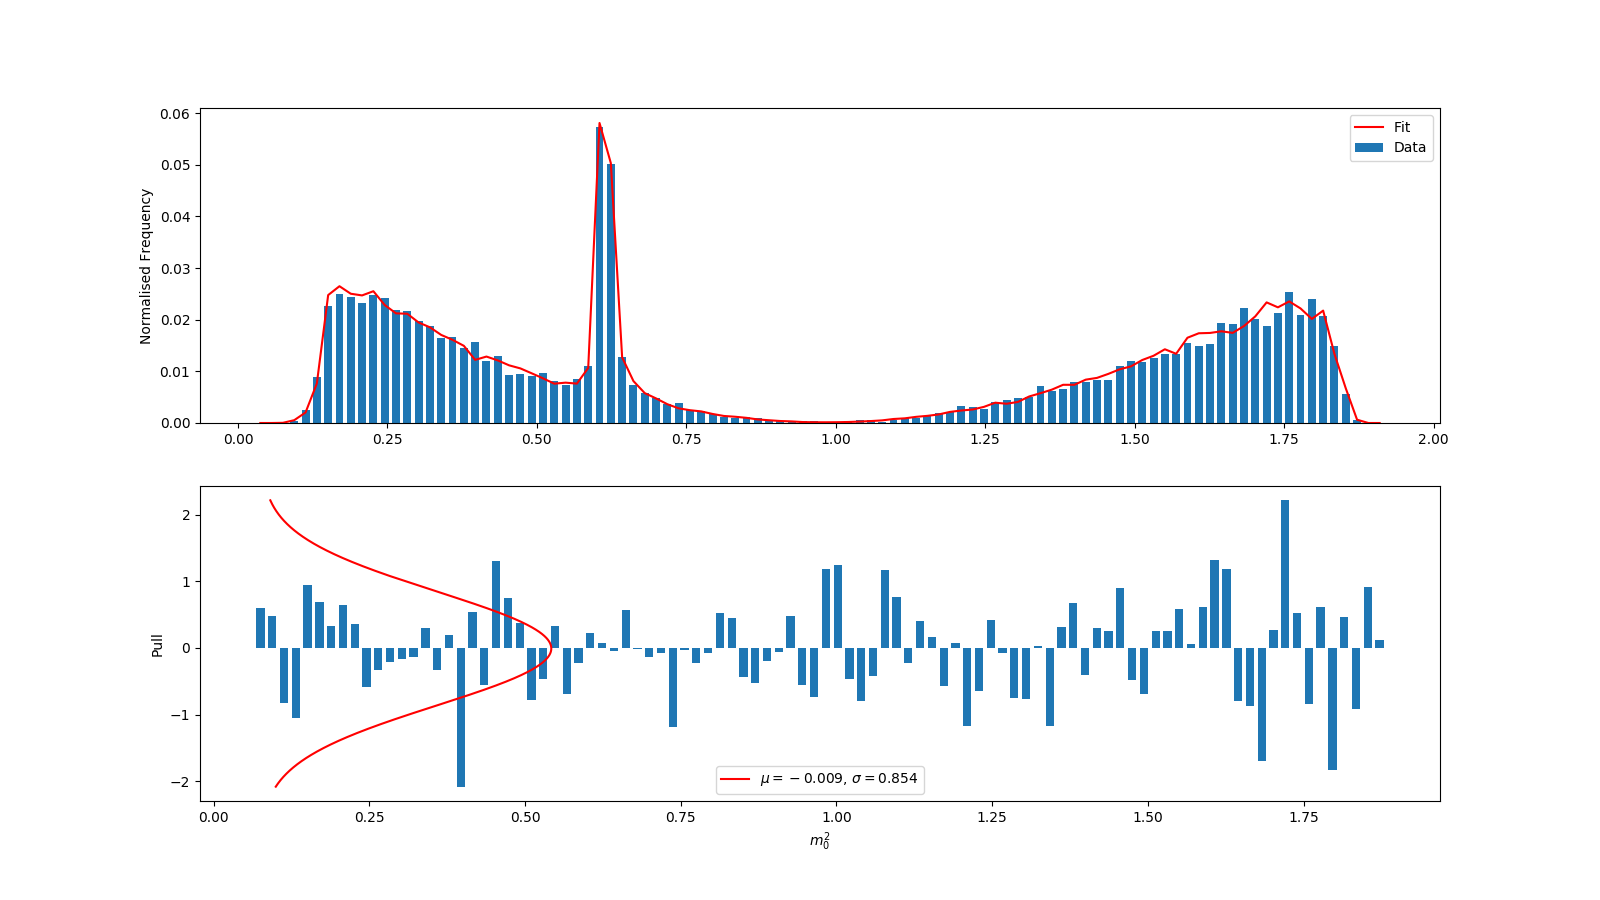 0.06
0.05
0.04
0.03
0.02
0.01
0.00
Normalised Frequency
Fit
Data
0.00 0.25 0.50 0.75 1.00 1.25 1.50 1.75 2.00
2
1
0
−1
−2
Pull
μ = −0.009, σ = 0.854
0.00 0.25 0.50 0.75 1.00 1.25 1.50 1.75
m₀²